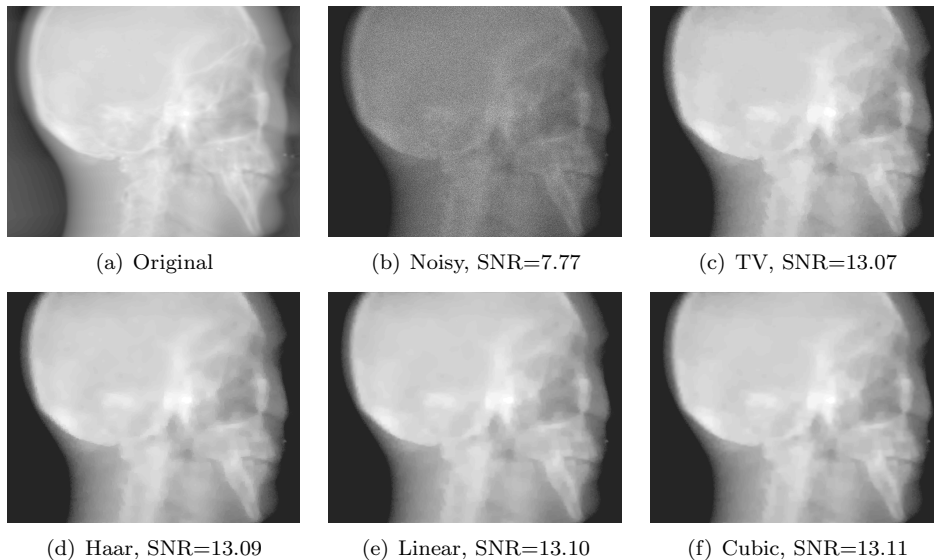 (a) Original
(b) Noisy, SNR=7.77
(c) TV, SNR=13.07
(d) Haar, SNR=13.09
(e) Linear, SNR=13.10
(f) Cubic, SNR=13.11